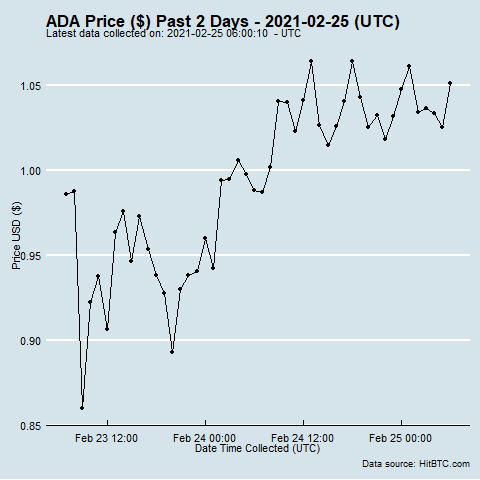 ADA Price ($) Past 2 Days - 2021-02-25 (UTC)
Latest data collected on: 2021-02-25 06:00:10 - UTC
1.05
1.00
0.95
0.90
0.85
Price USD ($)
Feb 23 12:00
Feb 24 00:00
Feb 24 12:00
Feb 25 00:00
Date Time Collected (UTC)
Data source: HitBTC.com